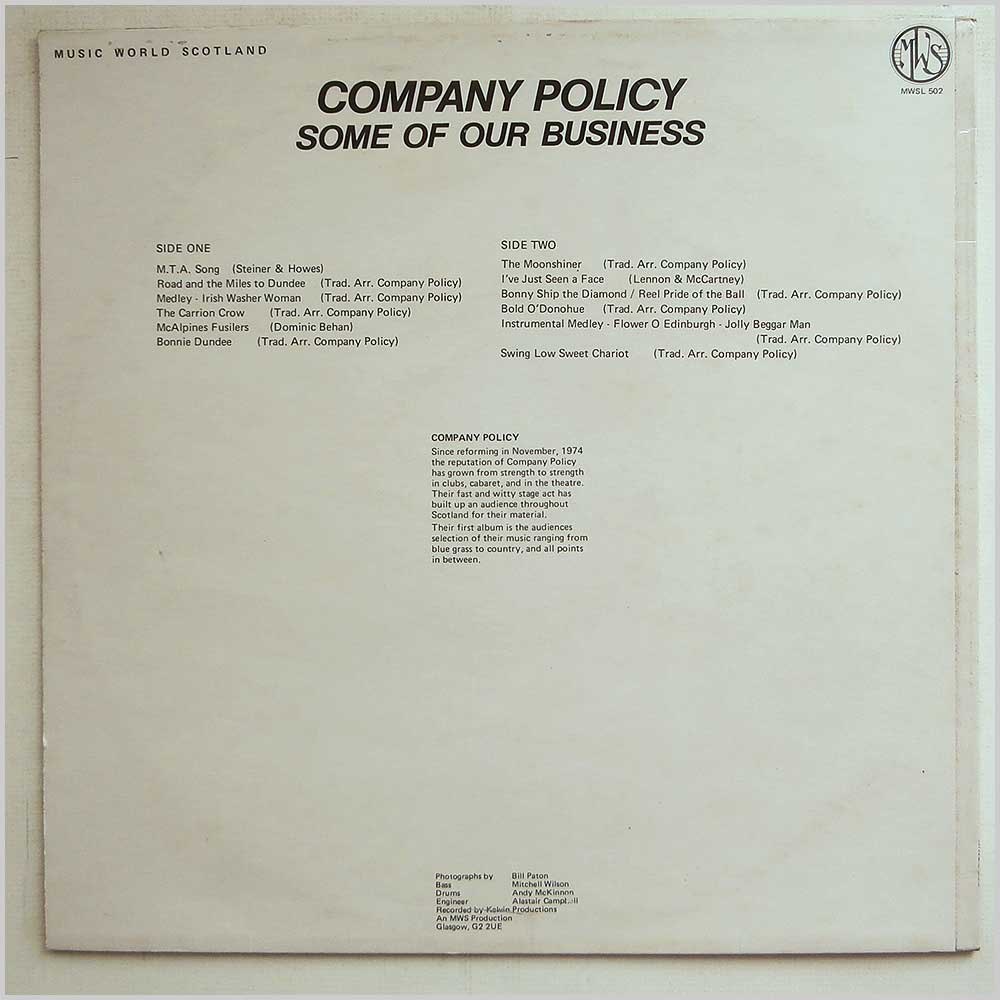 MUSIC WORLD SCOTLAND
MWS
MWSL 502
COMPANY POLICY
SOME OF OUR BUSINESS
SIDE ONE
M.T.A. Song (Steiner & Howes)
Road and the Miles to Dundee (Trad. Arr. Company Policy)
Medley - Irish Washer Woman (Trad. Arr. Company Policy)
The Carrion Crow (Trad. Arr. Company Policy)
McAlpines Fusilers (Dominic Behan)
Bonnie Dundee (Trad. Arr. Company Policy)
SIDE TWO
The Moonshiner (Trad. Arr. Company Policy)
I've Just Seen a Face (Lennon & McCartney)
Bonny Ship the Diamond / Reel Pride of the Ball (Trad. Arr. Company Policy)
Bold O'Donohue (Trad. Arr. Company Policy)
Instrumental Medley - Flower O Edinburgh - Jolly Beggar Man
(Trad. Arr. Company Policy)
Swing Low Sweet Chariot (Trad. Arr. Company Policy)
COMPANY POLICY
Since reforming in November, 1974
the reputation of Company Policy
has grown from strength to strength
in clubs, cabaret, and in the theatre.
Their fast and witty stage act has
built up an audience throughout
Scotland for their material.
Their first album is the audiences
selection of their music ranging from
blue grass to country, and all points
in between.
Photographs by Bill Paton
Bass Mitchell Wilson
Drums Andy McKinnon
Engineer Alastair Campbell
Recorded by Kelvin Productions
An MWS Production
Glasgow, G2 2UE